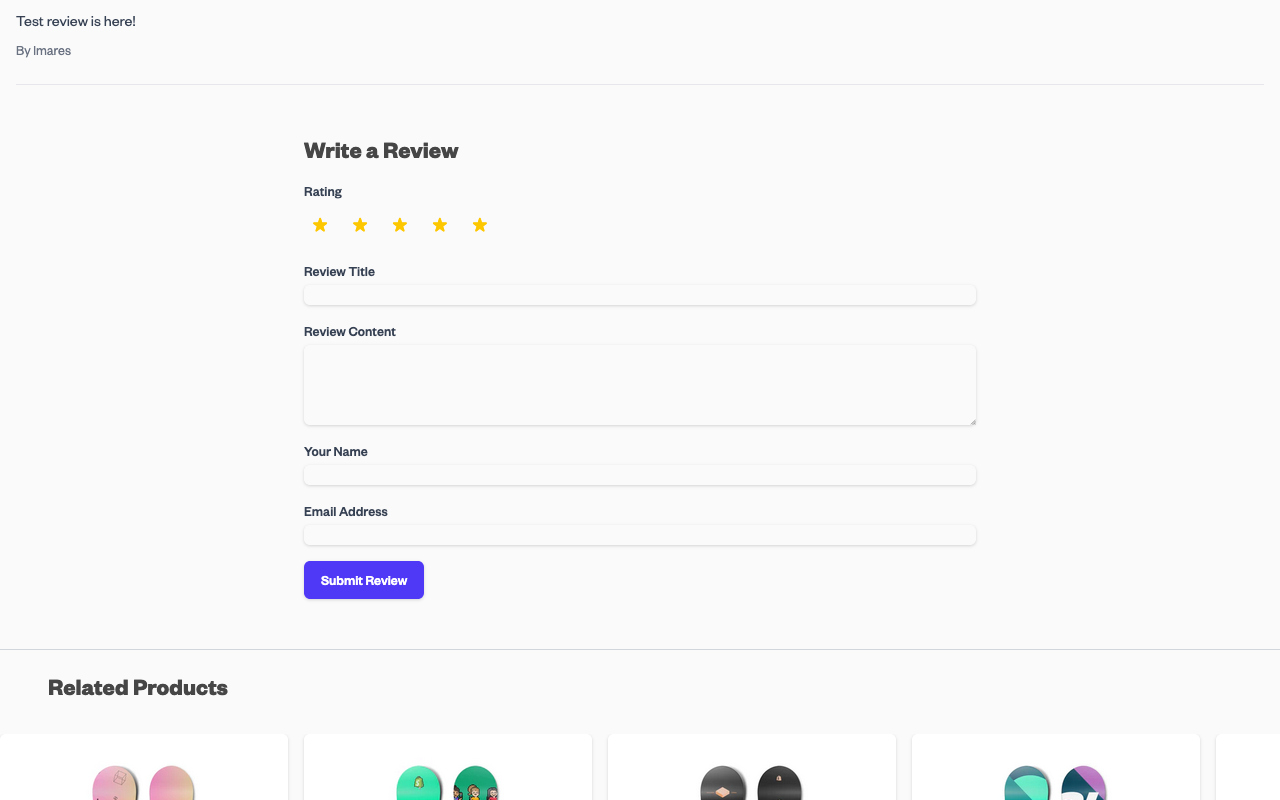 Test review is here!
By lmares
Write a Review
Rating
Review Title
Review Content
Your Name
Email Address
Submit Review
Related Products